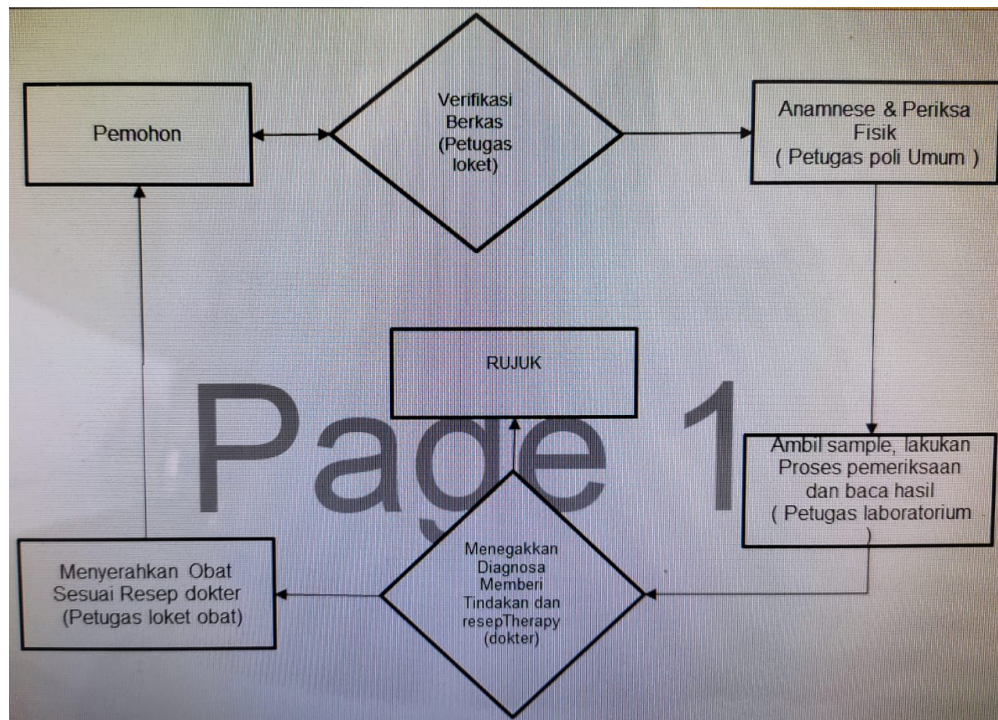 Pemohon
Verifikasi
Berkas
(Petugas
loket)
Anamnese & Periksa
Fisik
( Petugas poli Umum )
RUJUK
Page 1
Ambil sample, lakukan
Proses pemeriksaan
dan baca hasil
( Petugas laboratorium
)
Menegakkan
Diagnosa
Memberi
Tindakan dan
resepTherapy
(dokter)
Menyerahkan Obat
Sesuai Resep dokter
(Petugas loket obat)